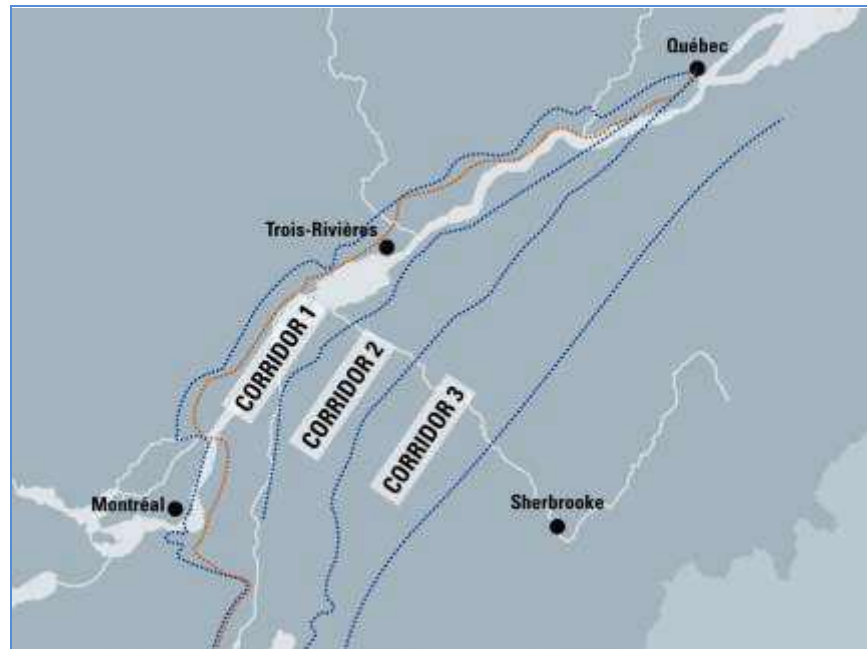 Québec
Trois-Rivières
CORRIDOR 1
CORRIDOR 2
CORRIDOR 3
Montréal
Sherbrooke